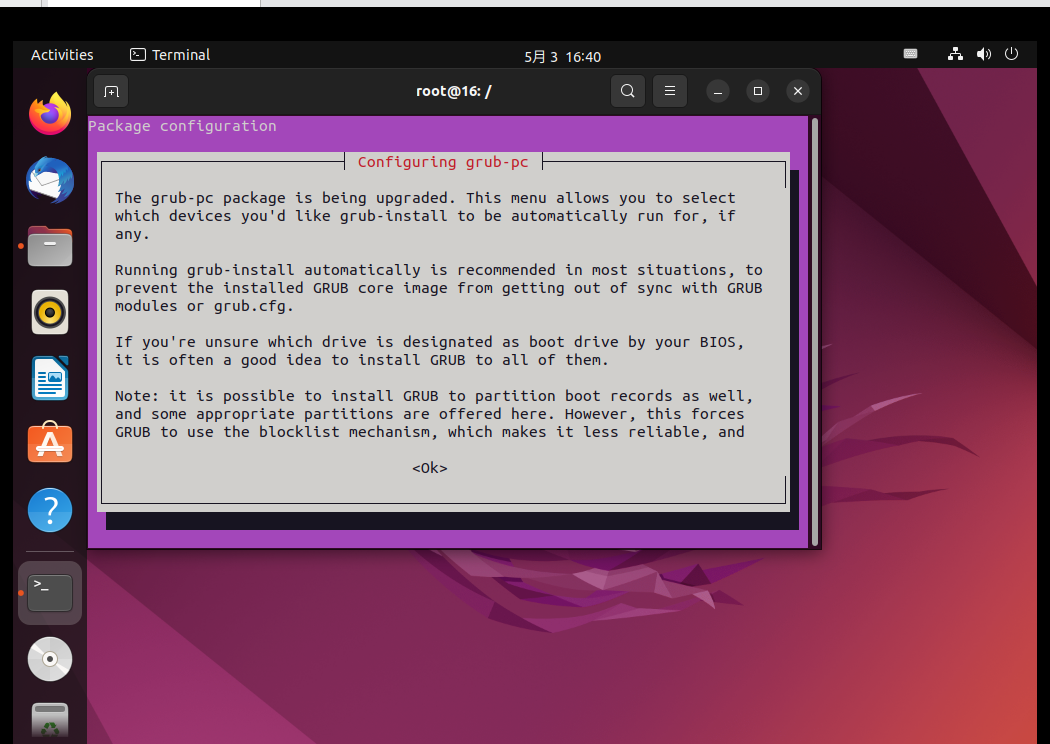 Activities
Terminal
5月 3 16:40
root@16: /
Package configuration
Configuring grub-pc
The grub-pc package is being upgraded. This menu allows you to select
which devices you'd like grub-install to be automatically run for, if
any.
Running grub-install automatically is recommended in most situations, to
prevent the installed GRUB core image from getting out of sync with GRUB
modules or grub.cfg.
If you're unsure which drive is designated as boot drive by your BIOS,
it is often a good idea to install GRUB to all of them.
Note: it is possible to install GRUB to partition boot records as well,
and some appropriate partitions are offered here. However, this forces
GRUB to use the blocklist mechanism, which makes it less reliable, and
<Ok>